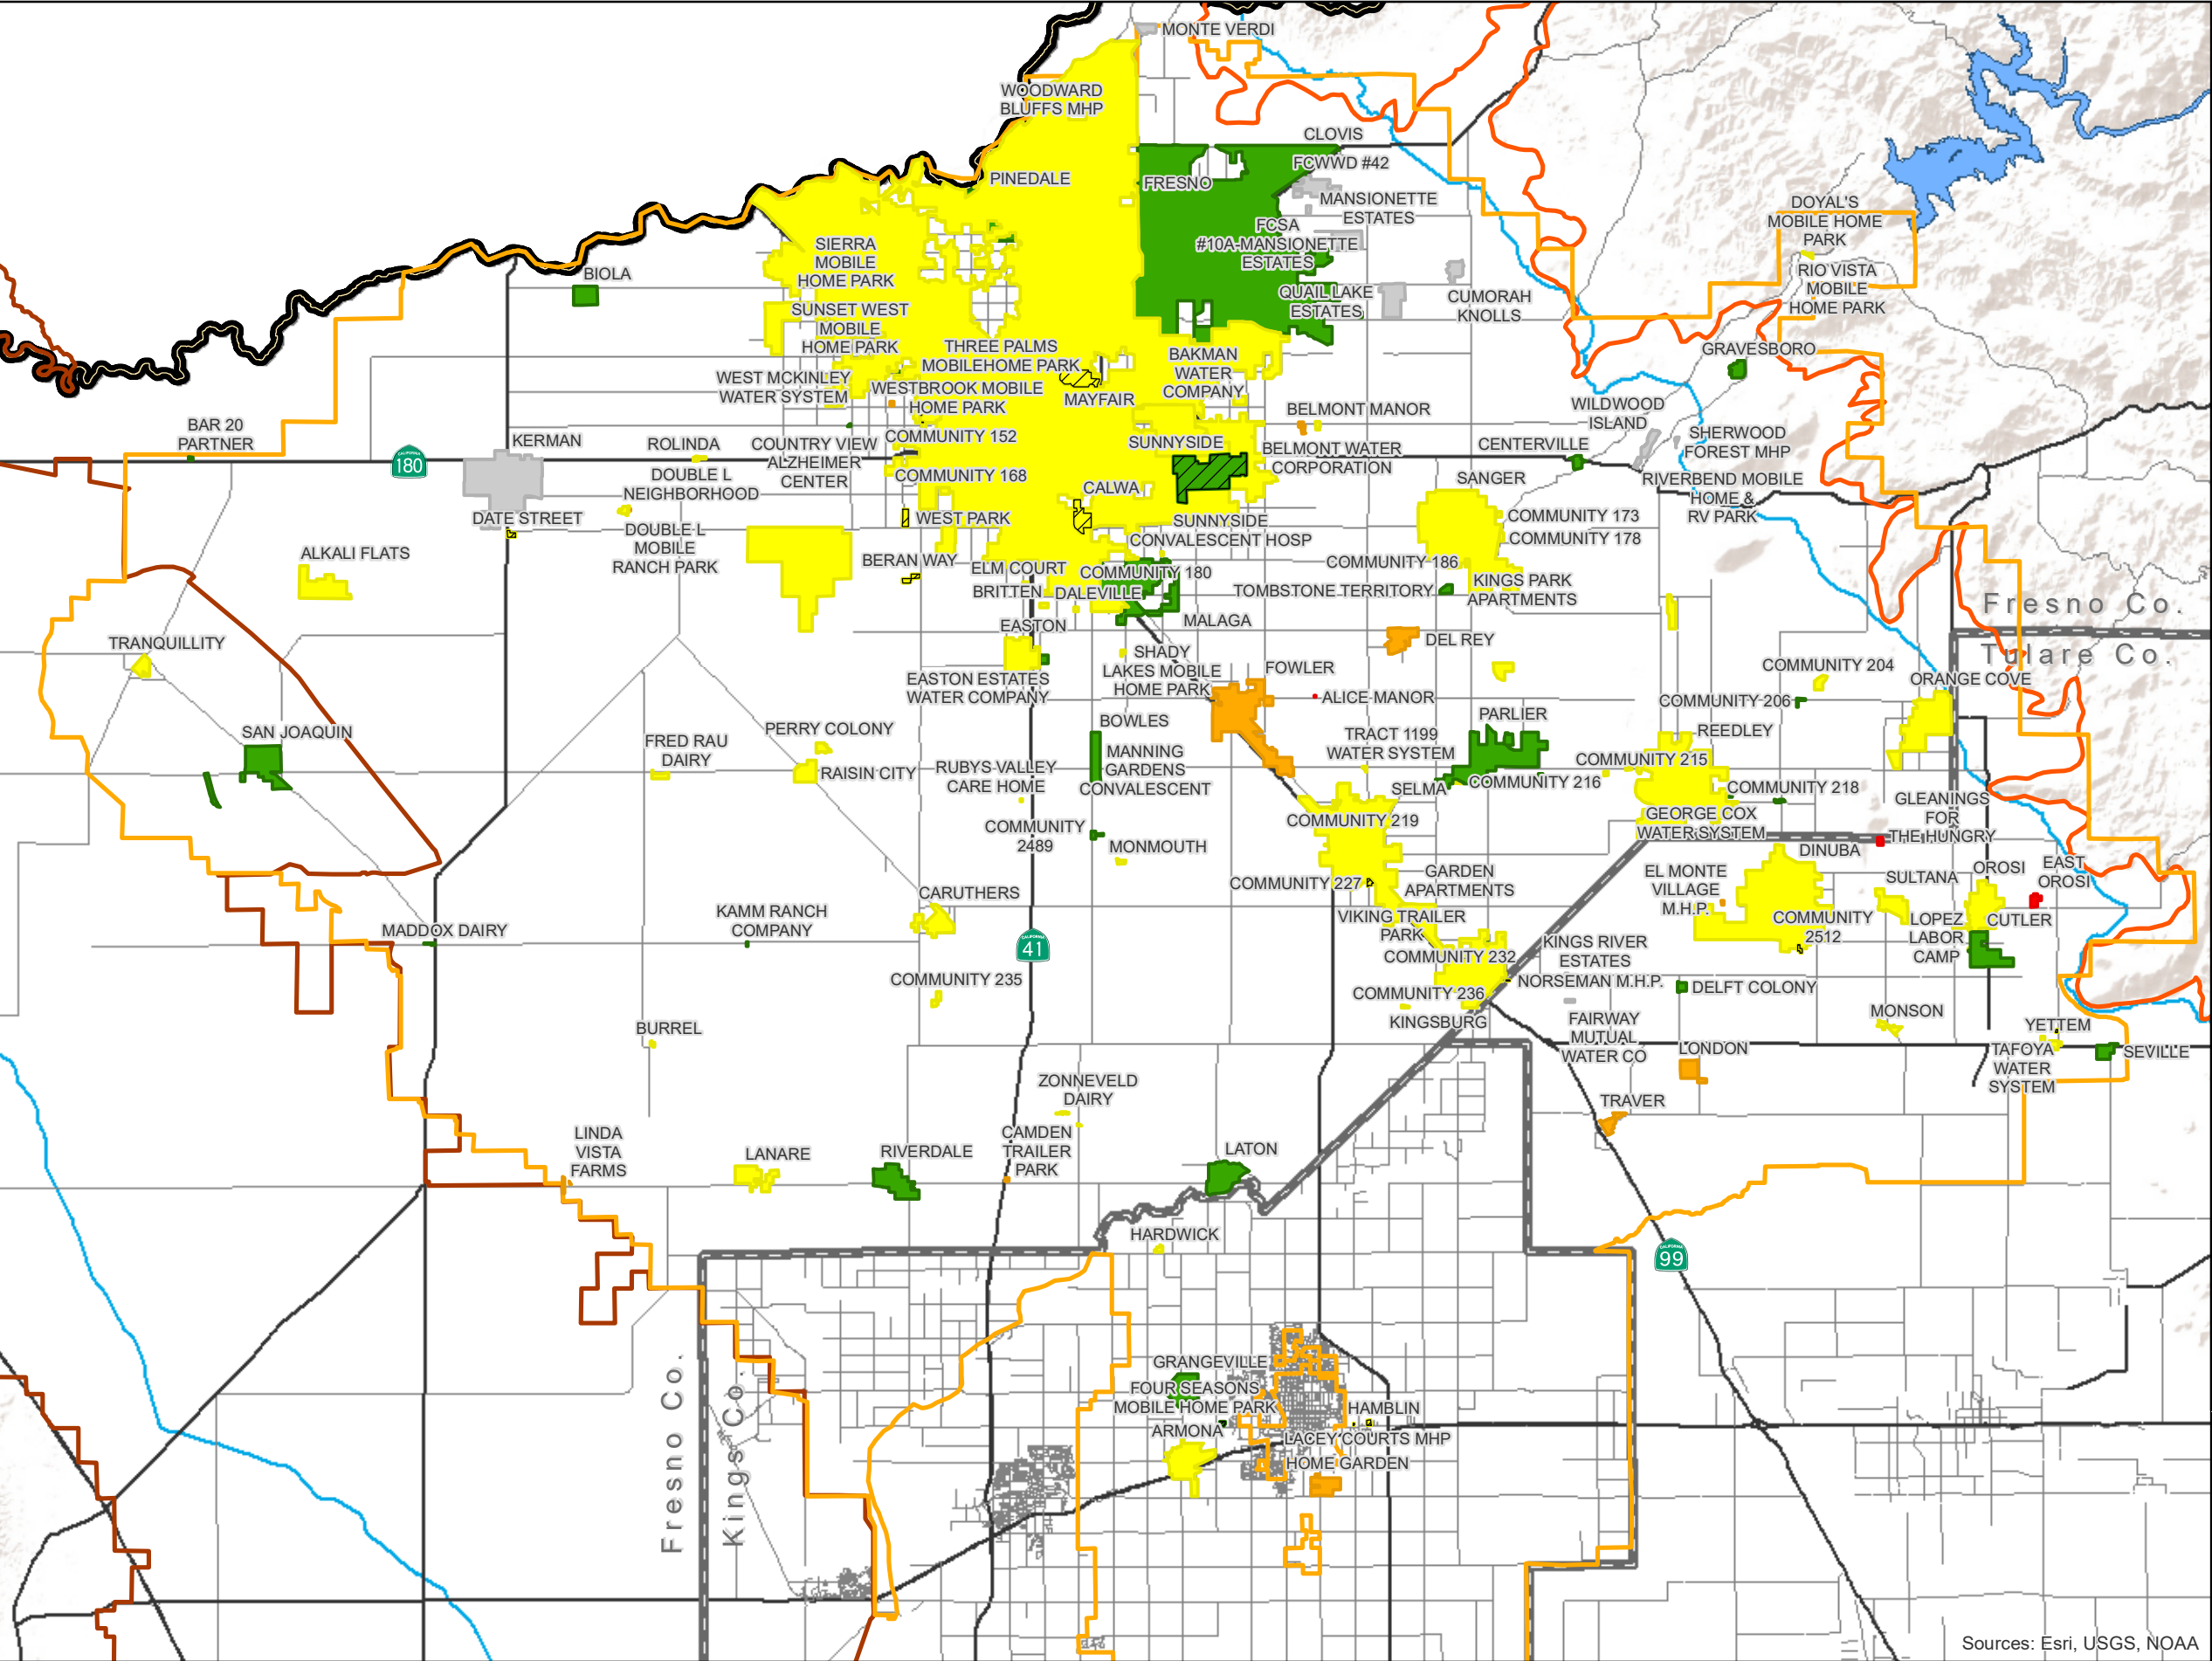 MONTE VERDI
WOODWARD
BLUFFS MHP
CLOVIS
FCWWD #42
PINEDALE
FRESNO
MANSIONETTE
ESTATES
DOYAL'S
MOBILE HOME
PARK
FCSA
#10A-MANSIONETTE
ESTATES
SIERRA
MOBILE
HOME PARK
BIOLA
RIO VISTA
MOBILE
HOME PARK
QUAIL LAKE
ESTATES
CUMORAH
KNOLLS
SUNSET WEST
MOBILE
HOME PARK
THREE PALMS
MOBILEHOME PARK
BAKMAN
WATER
COMPANY
GRAVESBORO
WEST MCKINLEY
WATER SYSTEM
WESTBROOK MOBILE
HOME PARK
MAYFAIR
BELMONT MANOR
WILDWOOD
ISLAND
BAR 20
PARTNER
180
KERMAN
ROLINDA
COUNTRY VIEW
ALZHEIMER
CENTER
COMMUNITY 152
SUNNYSIDE
BELMONT WATER
CORPORATION
CENTERVILLE
SHERWOOD
FOREST MHP
DOUBLE L
NEIGHBORHOOD
COMMUNITY 168
CALWA
SANGER
RIVERBEND MOBILE
HOME &
RV PARK
DATE STREET
WEST PARK
SUNNYSIDE
CONVALESCENT HOSP
COMMUNITY 173
COMMUNITY 178
ALKALI FLATS
DOUBLE L
MOBILE
RANCH PARK
BERAN WAY
ELM COURT
COMMUNITY 180
COMMUNITY 186
BRITTEN
DALEVILLE
TOMBSTONE TERRITORY
KINGS PARK
APARTMENTS
Fresno Co.
Tulare Co.
TRANQUILLITY
EASTON
MALAGA
DEL REY
SHADY
LAKES MOBILE
HOME PARK
FOWLER
COMMUNITY 204
ORANGE COVE
EASTON ESTATES
WATER COMPANY
ALICE MANOR
COMMUNITY 206
SAN JOAQUIN
FRED RAU
DAIRY
PERRY COLONY
BOWLES
PARLIER
REEDLEY
TRACT 1199
WATER SYSTEM
RAISIN CITY
RUBYS VALLEY
CARE HOME
MANNING
GARDENS
CONVALESCENT
COMMUNITY 215
SELMA
COMMUNITY 216
COMMUNITY 218
GLEANINGS
FOR
THE HUNGRY
COMMUNITY
2489
MONMOUTH
COMMUNITY 219
GEORGE COX
WATER SYSTEM
DINUBA
CARUTHERS
COMMUNITY 227
GARDEN
APARTMENTS
EL MONTE
VILLAGE
M.H.P.
SULTANA
OROSI
EAST
OROSI
KAMM RANCH
COMPANY
MADDOX DAIRY
41
VIKING TRAILER
PARK
COMMUNITY
2512
LOPEZ
LABOR
CAMP
CUTLER
COMMUNITY 232
KINGS RIVER
ESTATES
COMMUNITY 235
COMMUNITY 236
NORSEMAN M.H.P.
DELFT COLONY
BURREL
KINGSBURG
FAIRWAY
MUTUAL
WATER CO
MONSON
YETTEM
LONDON
TAFOYA
WATER
SYSTEM
SEVILLE
ZONNEVELD
DAIRY
TRAVER
LINDA
VISTA
FARMS
LANARE
RIVERDALE
CAMDEN
TRAILER
PARK
LATON
HARDWICK
99
Fresno Co.
Kings Co.
GRANGEVILLE
FOUR SEASONS
MOBILE HOME PARK
HAMBLIN
ARMONA
LACEY COURTS MHP
HOME GARDEN
Sources: Esri, USGS, NOAA